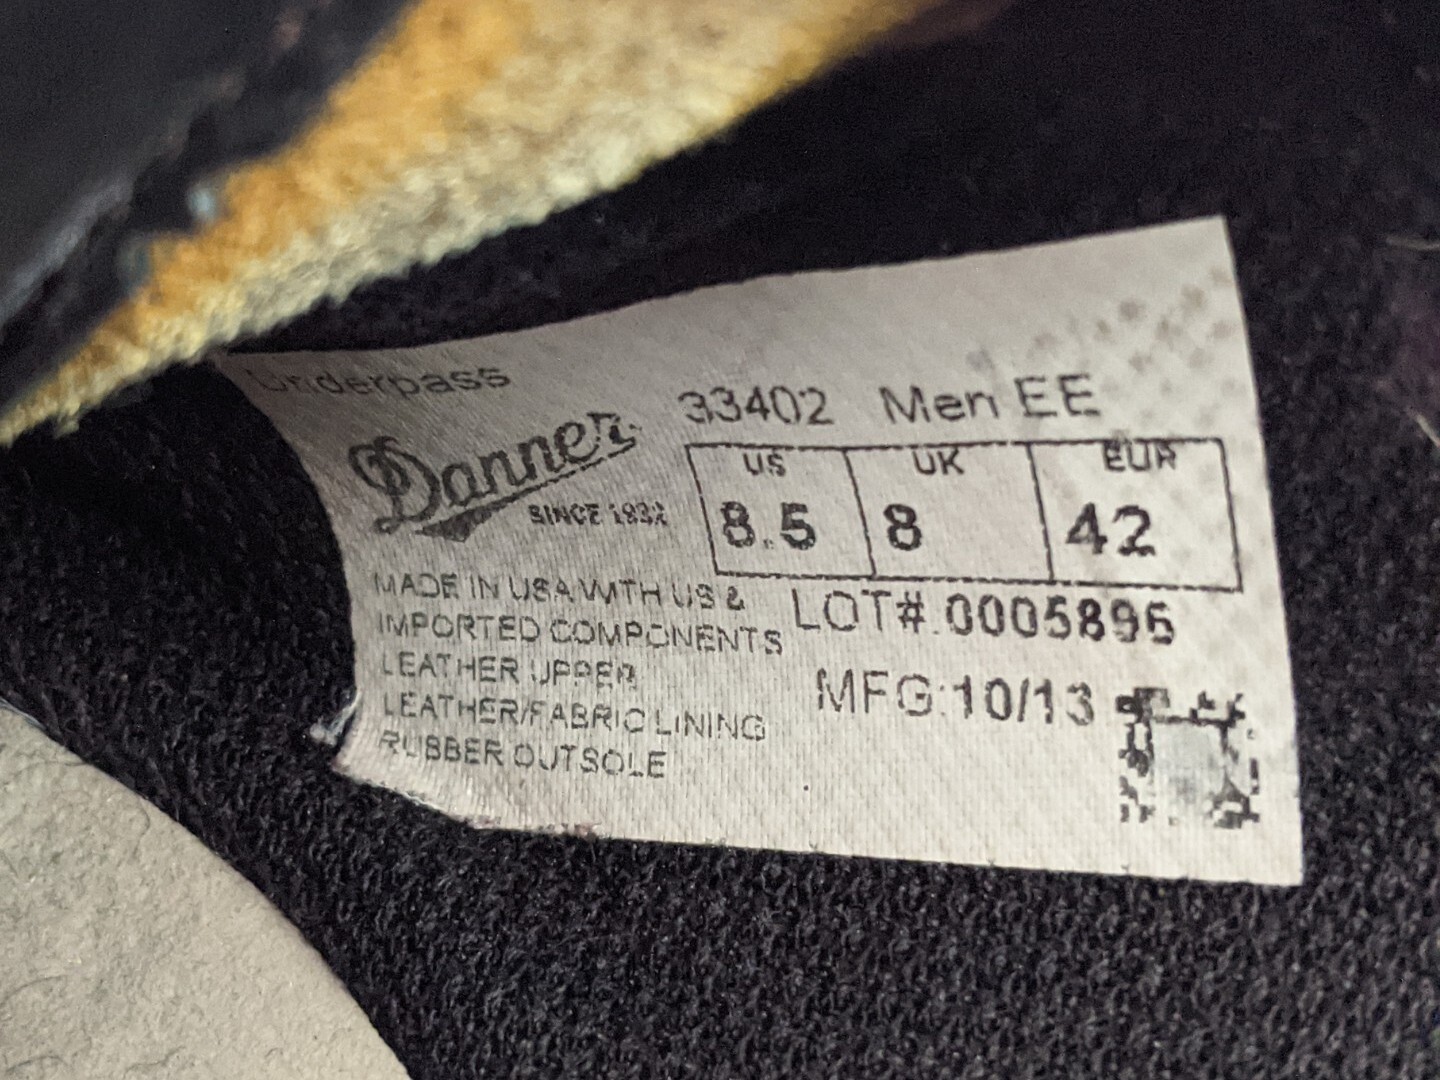 Underpass
33402 Men EE
Danner
SINCE 1932
US UK EUR
8.5 8 42
MADE IN USA WITH US &
IMPORTED COMPONENTS
LEATHER UPPER
LEATHER/FABRIC LINING
RUBBER OUTSOLE
LOT#.0005896
MFG:10/13